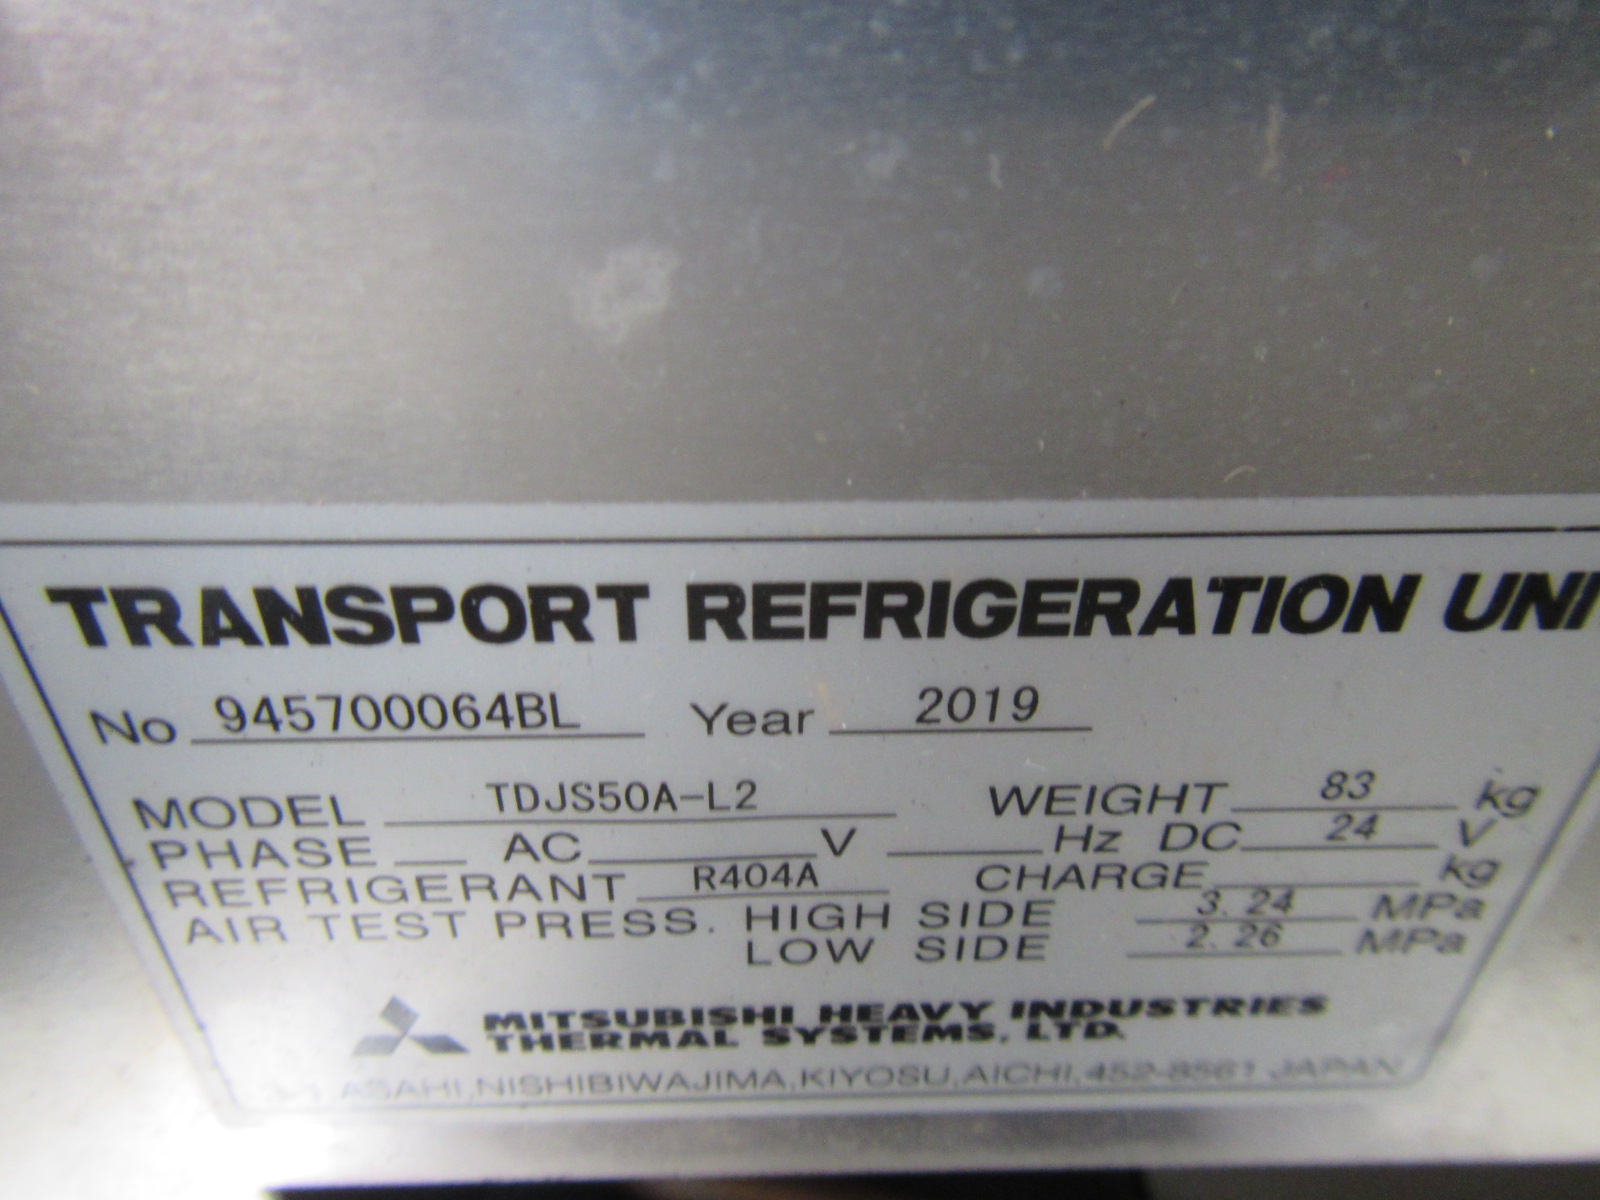 TRANSPORT REFRIGERATION UNI
No 945700064BL Year 2019
MODEL TDJS50A-L2 WEIGHT 83 kg
PHASE AC V Hz DC 24 V
REFRIGERANT R404A CHARGE kg
AIR TEST PRESS. HIGH SIDE 3.24 MPa
LOW SIDE 2.26 MPa
MITSUBISHI HEAVY INDUSTRIES
THERMAL SYSTEMS, LTD.
ASAHI,NISHIBIWAJIMA,KIYOSU,AICHI,452-8561 JAPAN